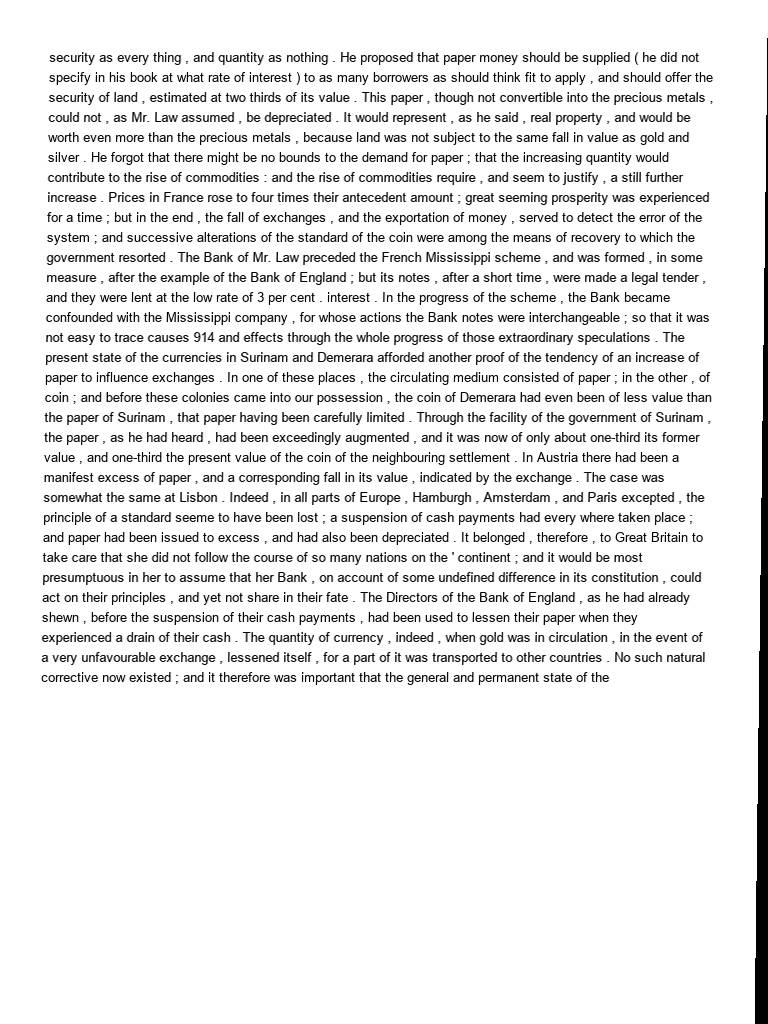 security as every thing , and quantity as nothing . He proposed that paper money should be supplied ( he did not
specify in his book at what rate of interest ) to as many borrowers as should think fit to apply , and should offer the
security of land , estimated at two thirds of its value . This paper , though not convertible into the precious metals ,
could not , as Mr. Law assumed , be depreciated . It would represent , as he said , real property , and would be
worth even more than the precious metals , because land was not subject to the same fall in value as gold and
silver . He forgot that there might be no bounds to the demand for paper ; that the increasing quantity would
contribute to the rise of commodities : and the rise of commodities require , and seem to justify , a still further
increase . Prices in France rose to four times their antecedent amount ; great seeming prosperity was experienced
for a time ; but in the end , the fall of exchanges , and the exportation of money , served to detect the error of the
system ; and successive alterations of the standard of the coin were among the means of recovery to which the
government resorted . The Bank of Mr. Law preceded the French Mississippi scheme , and was formed , in some
measure , after the example of the Bank of England ; but its notes , after a short time , were made a legal tender ,
and they were lent at the low rate of 3 per cent . interest . In the progress of the scheme , the Bank became
confounded with the Mississippi company , for whose actions the Bank notes were interchangeable ; so that it was
not easy to trace causes 914 and effects through the whole progress of those extraordinary speculations . The
present state of the currencies in Surinam and Demerara afforded another proof of the tendency of an increase of
paper to influence exchanges . In one of these places , the circulating medium consisted of paper ; in the other , of
coin ; and before these colonies came into our possession , the coin of Demerara had even been of less value than
the paper of Surinam , that paper having been carefully limited . Through the facility of the government of Surinam ,
the paper , as he had heard , had been exceedingly augmented , and it was now of only about one-third its former
value , and one-third the present value of the coin of the neighbouring settlement . In Austria there had been a
manifest excess of paper , and a corresponding fall in its value , indicated by the exchange . The case was
somewhat the same at Lisbon . Indeed , in all parts of Europe , Hamburgh , Amsterdam , and Paris excepted , the
principle of a standard seeme to have been lost ; a suspension of cash payments had every where taken place ;
and paper had been issued to excess , and had also been depreciated . It belonged , therefore , to Great Britain to
take care that she did not follow the course of so many nations on the ' continent ; and it would be most
presumptuous in her to assume that her Bank , on account of some undefined difference in its constitution , could
act on their principles , and yet not share in their fate . The Directors of the Bank of England , as he had already
shewn , before the suspension of their cash payments , had been used to lessen their paper when they
experienced a drain of their cash . The quantity of currency , indeed , when gold was in circulation , in the event of
a very unfavourable exchange , lessened itself , for a part of it was transported to other countries . No such natural
corrective now existed ; and it therefore was important that the general and permanent state of the